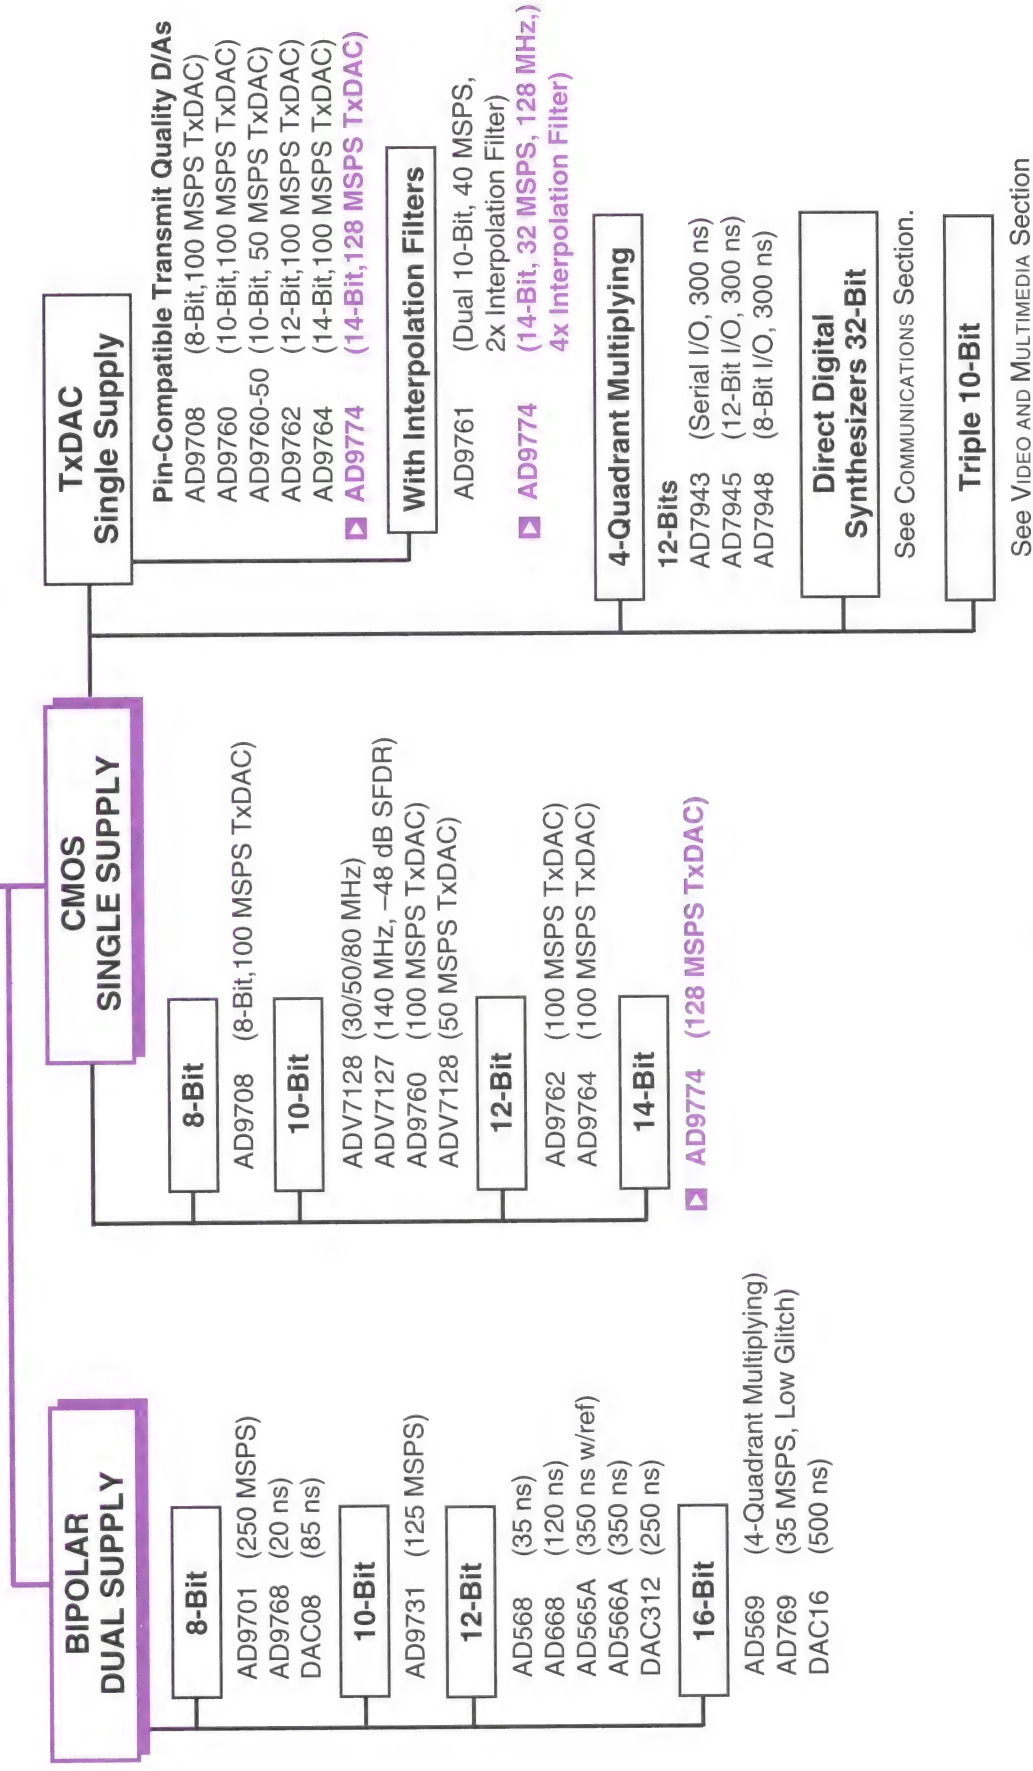 BIPOLAR
DUAL SUPPLY
8-Bit
AD9701 (250 MSPS)
AD9768 (20 ns)
DAC08 (85 ns)
10-Bit
AD9731 (125 MSPS)
12-Bit
AD568 (35 ns)
AD668 (120 ns)
AD565A (350 ns w/ref)
AD566A (350 ns)
DAC312 (250 ns)
16-Bit
AD569 (4-Quadrant Multiplying)
AD769 (35 MSPS, Low Glitch)
DAC16 (500 ns)
CMOS
SINGLE SUPPLY
8-Bit
AD9708 (8-Bit,100 MSPS TxDAC)
10-Bit
ADV7128 (30/50/80 MHz)
ADV7127 (140 MHz, –48 dB SFDR)
AD9760 (100 MSPS TxDAC)
ADV7128 (50 MSPS TxDAC)
12-Bit
AD9762 (100 MSPS TxDAC)
AD9764 (100 MSPS TxDAC)
14-Bit
AD9774 (128 MSPS TxDAC)
TxDAC
Single Supply
Pin-Compatible Transmit Quality D/As
AD9708 (8-Bit,100 MSPS TxDAC)
AD9760 (10-Bit,100 MSPS TxDAC)
AD9760-50 (10-Bit, 50 MSPS TxDAC)
AD9762 (12-Bit,100 MSPS TxDAC)
AD9764 (14-Bit,100 MSPS TxDAC)
AD9774 (14-Bit,128 MSPS TxDAC)
With Interpolation Filters
AD9761 (Dual 10-Bit, 40 MSPS,
2x Interpolation Filter)
AD9774 (14-Bit, 32 MSPS, 128 MHz,)
4x Interpolation Filter)
4-Quadrant Multiplying
12-Bits
AD7943 (Serial I/O, 300 ns)
AD7945 (12-Bit I/O, 300 ns)
AD7948 (8-Bit I/O, 300 ns)
Direct Digital
Synthesizers 32-Bit
See COMMUNICATIONS Section.
Triple 10-Bit
See VIDEO AND MULTIMEDIA Section